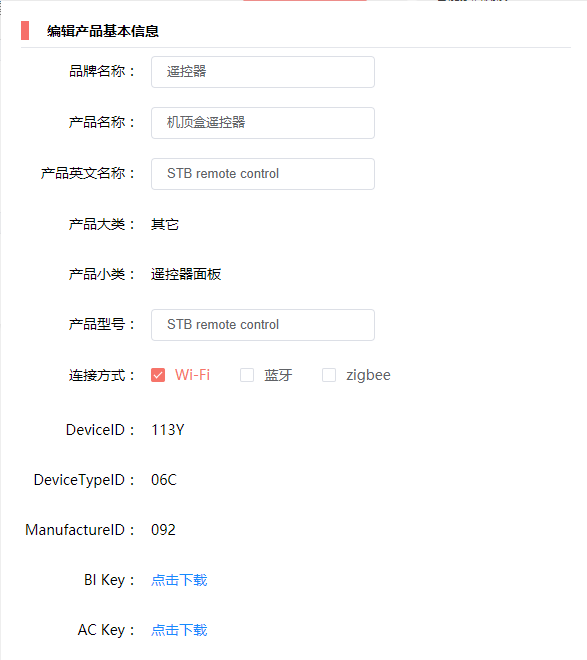 编辑产品基本信息
品牌名称： 遥控器
产品名称： 机顶盒遥控器
产品英文名称： STB remote control
产品大类： 其它
产品小类： 遥控器面板
产品型号： STB remote control
连接方式： Wi-Fi 蓝牙 zigbee
DeviceID： 113Y
DeviceTypeID： 06C
ManufactureID： 092
BI Key： 点击下载
AC Key： 点击下载